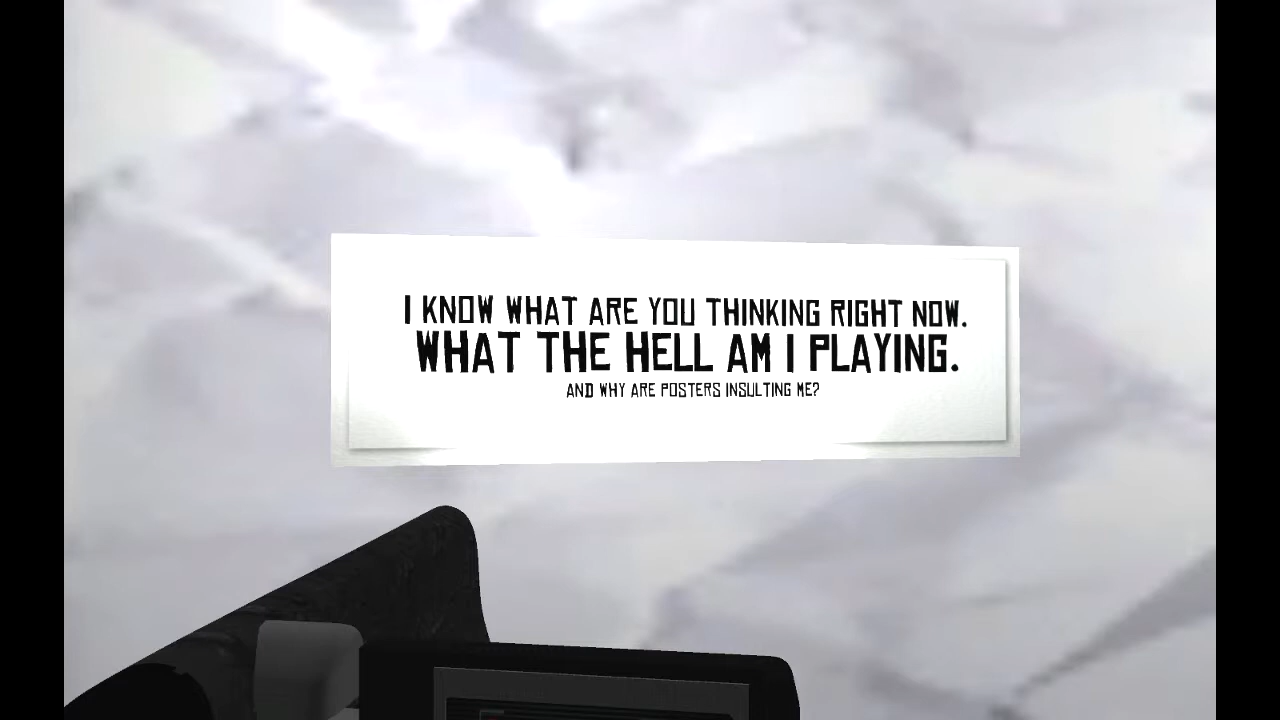 I KNOW WHAT ARE YOU THINKING RIGHT NOW.
WHAT THE HELL AM I PLAYING.
AND WHY ARE POSTERS INSULTING ME?